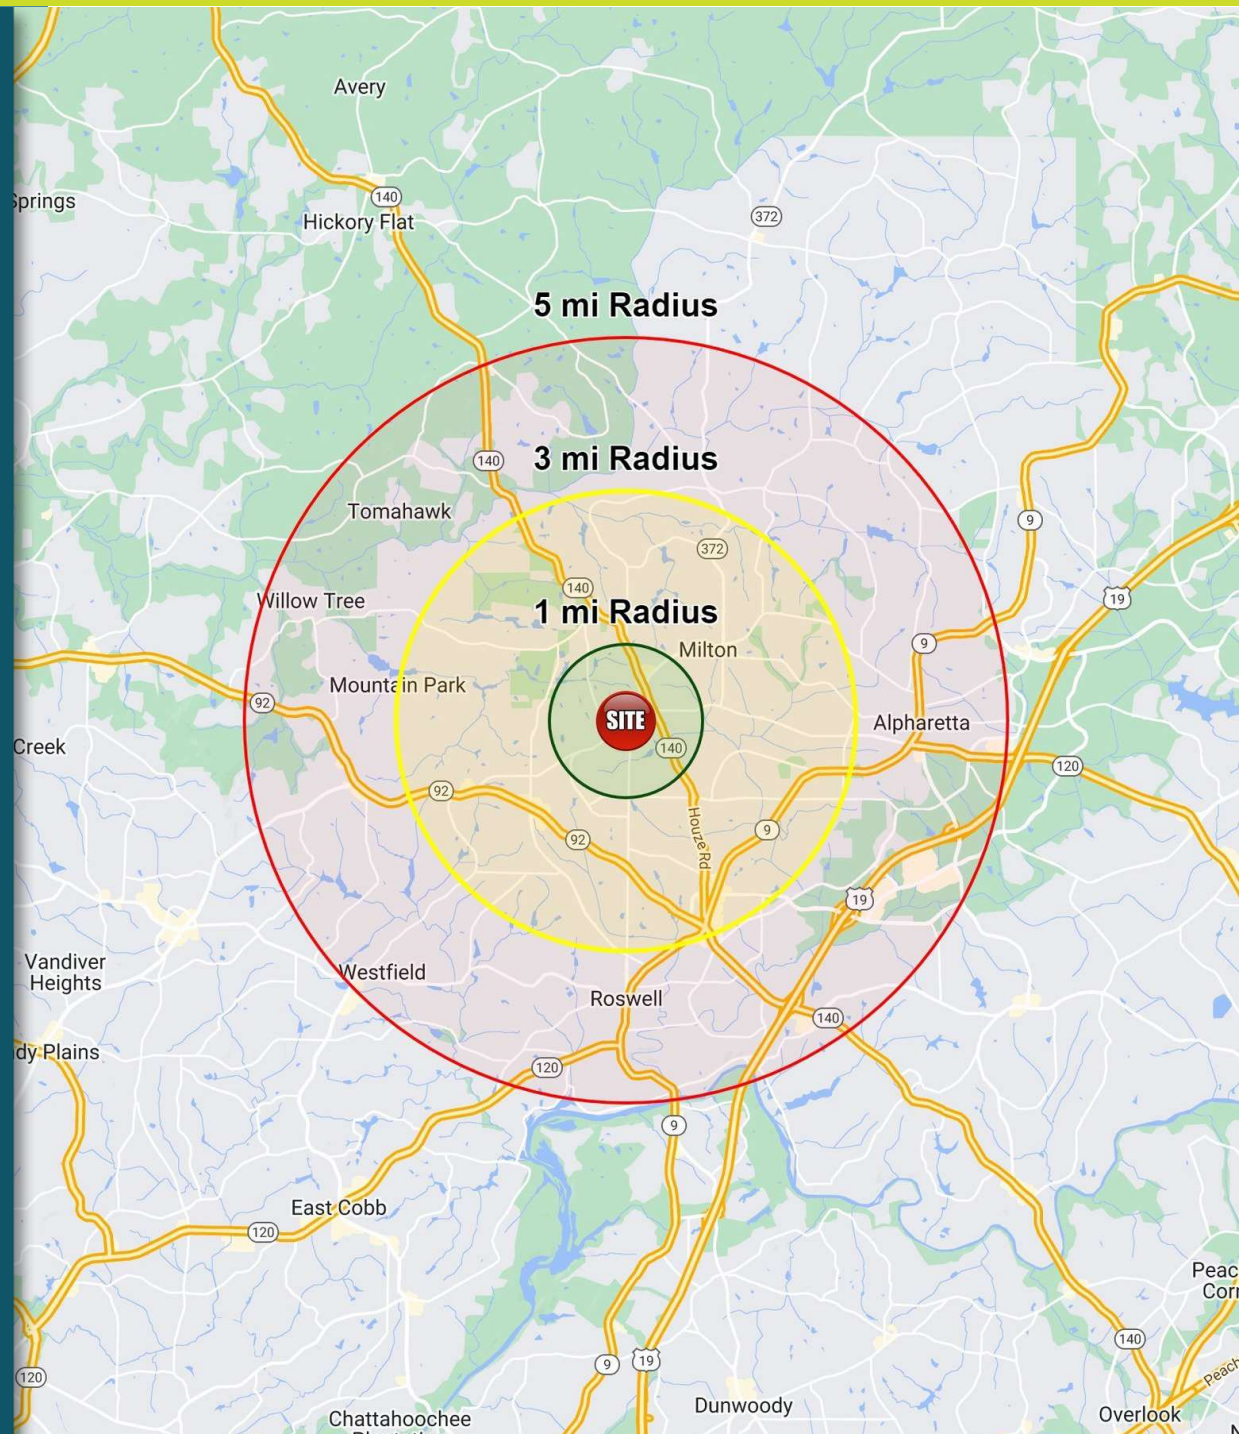 Avery
Springs
140
Hickory Flat
372
5 mi Radius
140
3 mi Radius
Tomahawk
9
372
19
140
Willow Tree
1 mi Radius
9
Milton
Mountain Park
92
SITE
Alpharetta
Creek
140
120
92
Houze Rd
9
92
19
Vandiver
Heights
Westfield
Roswell
140
dy Plains
120
9
East Cobb
120
Peac
Corr
140
9
19
120
Peach
Dunwoody
Overlook
Chattahoochee